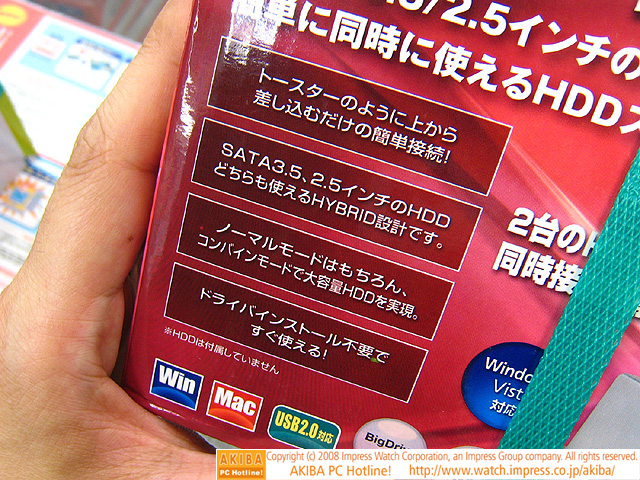 /2.5インチの
単に同時に使えるHDD
トースターのように上から
差し込むだけの簡単接続!
SATA3.5、2.5インチのHDD
どちらも使えるHYBRID設計です。
ノーマルモードはもちろん、
コンバインモードで大容量HDDを実現。
ドライバインストール不要で
すぐ使える!
※HDDは付属していません
2台の
同時接
Win
Mac
USB2.0対応
BigDri
Windo
Vist
対応
AKIBA
PC Hotline!
Copyright (c) 2008 Impress Watch Corporation, an Impress Group company. All rights reserved.
AKIBA PC Hotline! http://www.watch.impress.co.jp/akiba/